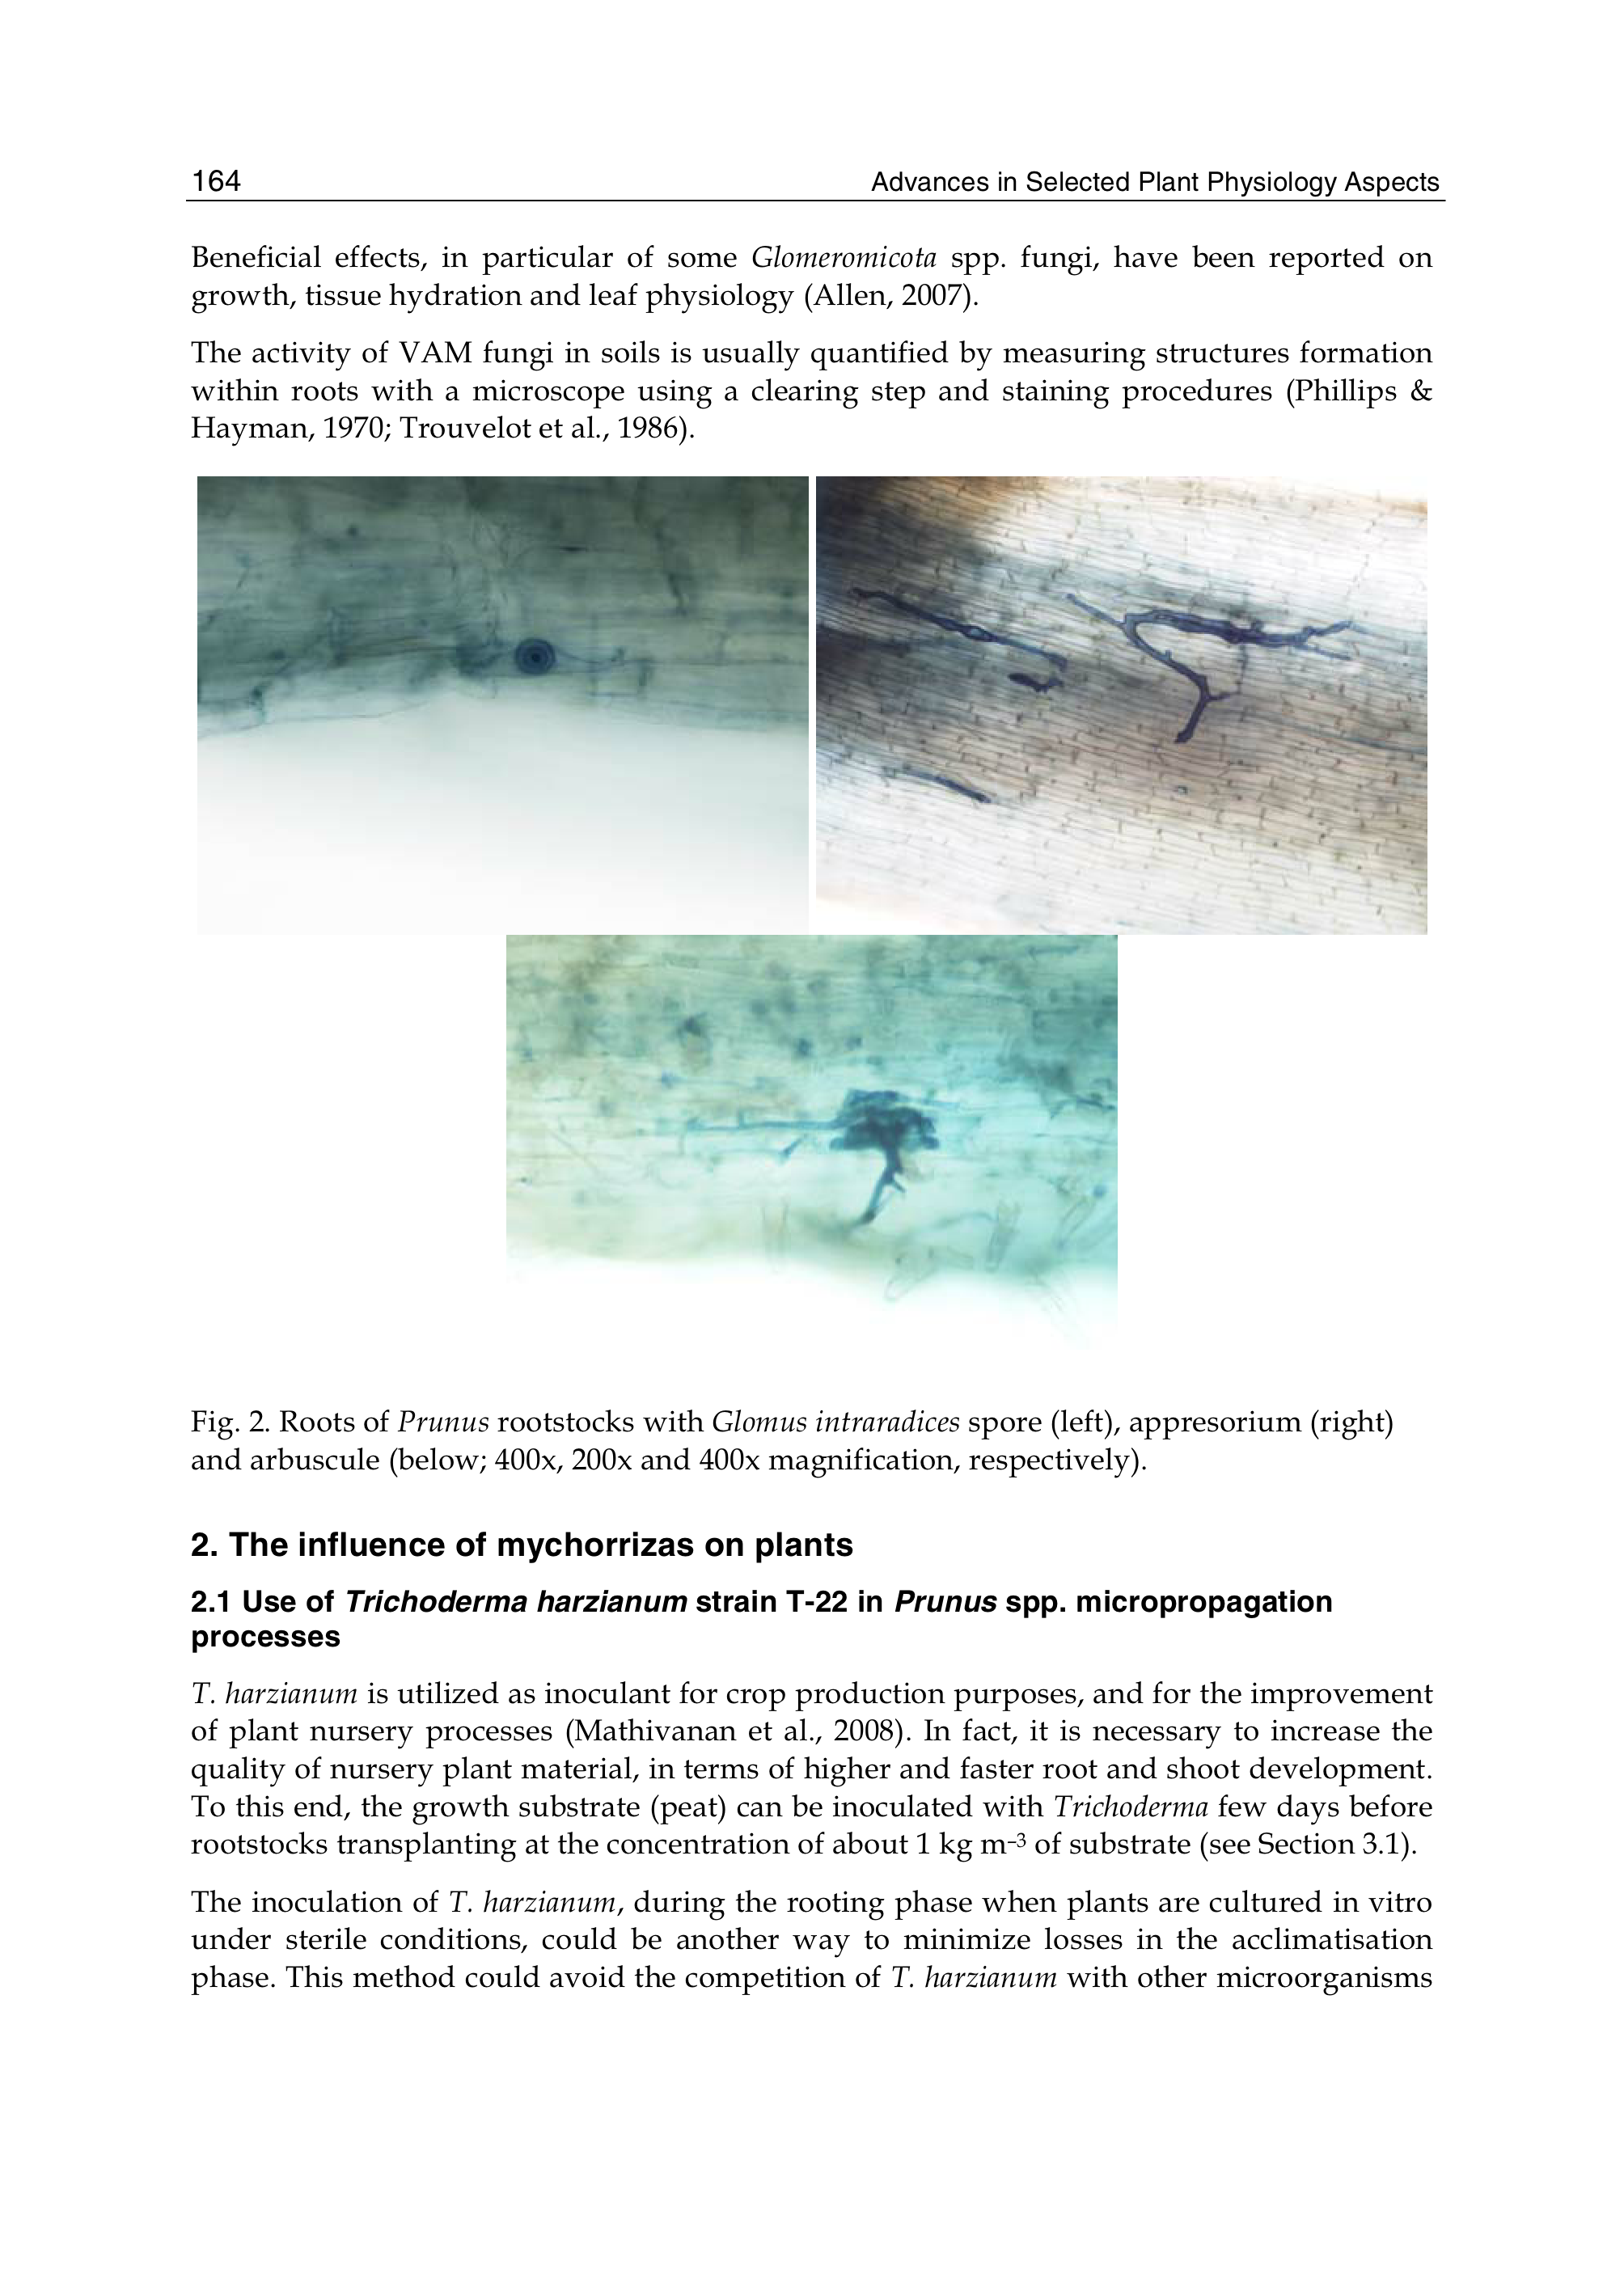 164
Advances in Selected Plant Physiology Aspects
Beneficial effects, in particular of some Glomeromicota spp. fungi, have been reported on
growth, tissue hydration and leaf physiology (Allen, 2007).
The activity of VAM fungi in soils is usually quantified by measuring structures formation
within roots with a microscope using a clearing step and staining procedures (Phillips &
Hayman, 1970; Trouvelot et al., 1986).
Fig. 2. Roots of Prunus rootstocks with Glomus intraradices spore (left), appresorium (right)
and arbuscule (below; 400x, 200x and 400x magnification, respectively).
2. The influence of mychorrizas on plants
2.1 Use of Trichoderma harzianum strain T-22 in Prunus spp. micropropagation
processes
T. harzianum is utilized as inoculant for crop production purposes, and for the improvement
of plant nursery processes (Mathivanan et al., 2008). In fact, it is necessary to increase the
quality of nursery plant material, in terms of higher and faster root and shoot development.
To this end, the growth substrate (peat) can be inoculated with Trichoderma few days before
rootstocks transplanting at the concentration of about 1 kg m⁻³ of substrate (see Section 3.1).
The inoculation of T. harzianum, during the rooting phase when plants are cultured in vitro
under sterile conditions, could be another way to minimize losses in the acclimatisation
phase. This method could avoid the competition of T. harzianum with other microorganisms